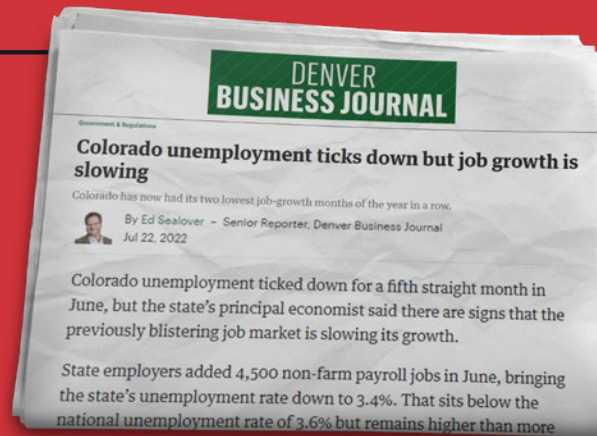 DENVER
BUSINESS JOURNAL
Government & Regulations
Colorado unemployment ticks down but job growth is
slowing
Colorado has now had its two lowest job-growth months of the year in a row.
By Ed Sealover – Senior Reporter, Denver Business Journal
Jul 22, 2022
Colorado unemployment ticked down for a fifth straight month in
June, but the state's principal economist said there are signs that the
previously blistering job market is slowing its growth.
State employers added 4,500 non-farm payroll jobs in June, bringing
the state's unemployment rate down to 3.4%. That sits below the
national unemployment rate of 3.6% but remains higher than more